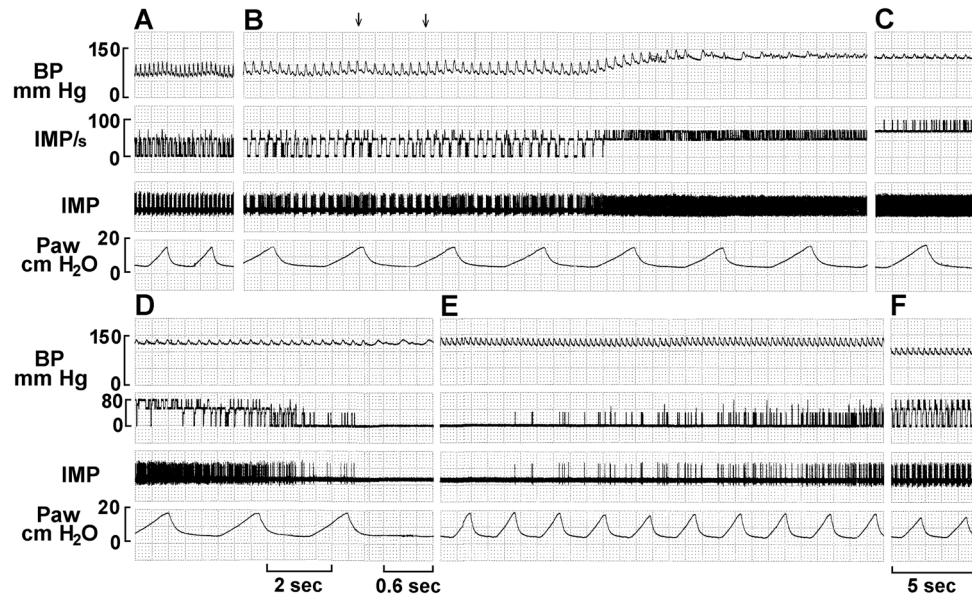 A B C
150
BP
mm Hg
0
100
IMP/s
0
IMP
20
Paw
cm H₂O
0
D E F
150
BP
mm Hg
0
80
0
IMP
20
Paw
cm H₂O
0
2 sec 0.6 sec 5 sec